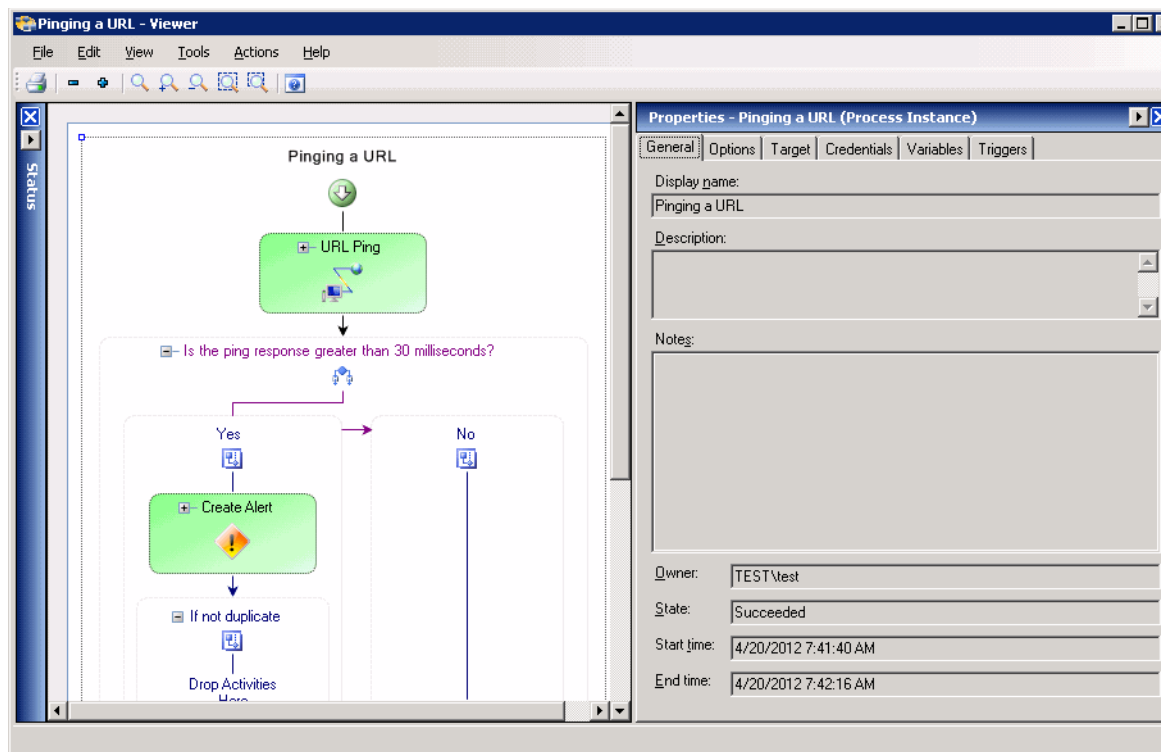 Pinging a URL - Viewer
File Edit View Tools Actions Help
Status
Pinging a URL
URL Ping
Is the ping response greater than 30 milliseconds?
Yes
No
Create Alert
If not duplicate
Drop Activities
Here
Properties - Pinging a URL (Process Instance)
General Options Target Credentials Variables Triggers
Display name:
Pinging a URL
Description:
Notes:
Owner: TEST\test
State: Succeeded
Start time: 4/20/2012 7:41:40 AM
End time: 4/20/2012 7:42:16 AM